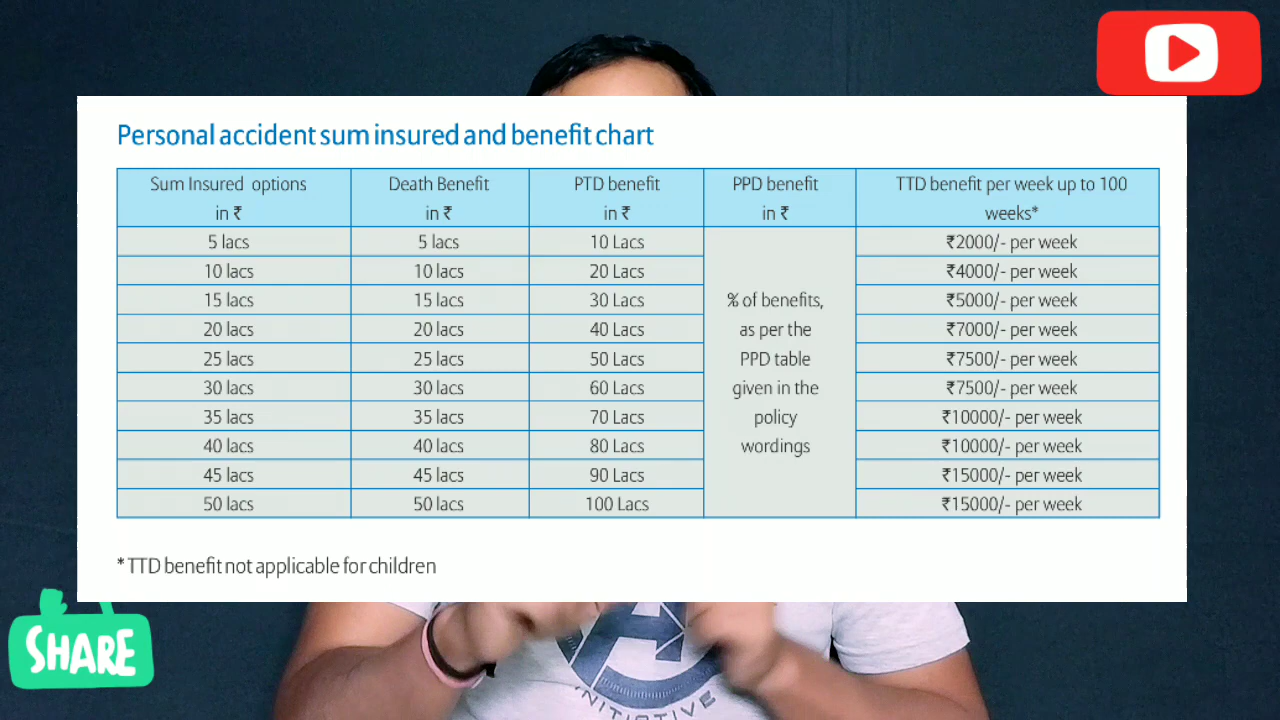 Personal accident sum insured and benefit chart
Sum Insured options in ₹ Death Benefit in ₹ PTD benefit in ₹ PPD benefit in ₹ TTD benefit per week up to 100 weeks*
5 lacs 5 lacs 10 Lacs ₹2000/- per week
10 lacs 10 lacs 20 Lacs ₹4000/- per week
15 lacs 15 lacs 30 Lacs % of benefits, ₹5000/- per week
20 lacs 20 lacs 40 Lacs as per the ₹7000/- per week
25 lacs 25 lacs 50 Lacs PPD table ₹7500/- per week
30 lacs 30 lacs 60 Lacs given in the ₹7500/- per week
35 lacs 35 lacs 70 Lacs policy ₹10000/- per week
40 lacs 40 lacs 80 Lacs wordings ₹10000/- per week
45 lacs 45 lacs 90 Lacs ₹15000/- per week
50 lacs 50 lacs 100 Lacs ₹15000/- per week
* TTD benefit not applicable for children
SHARE
A
INITIATIVE